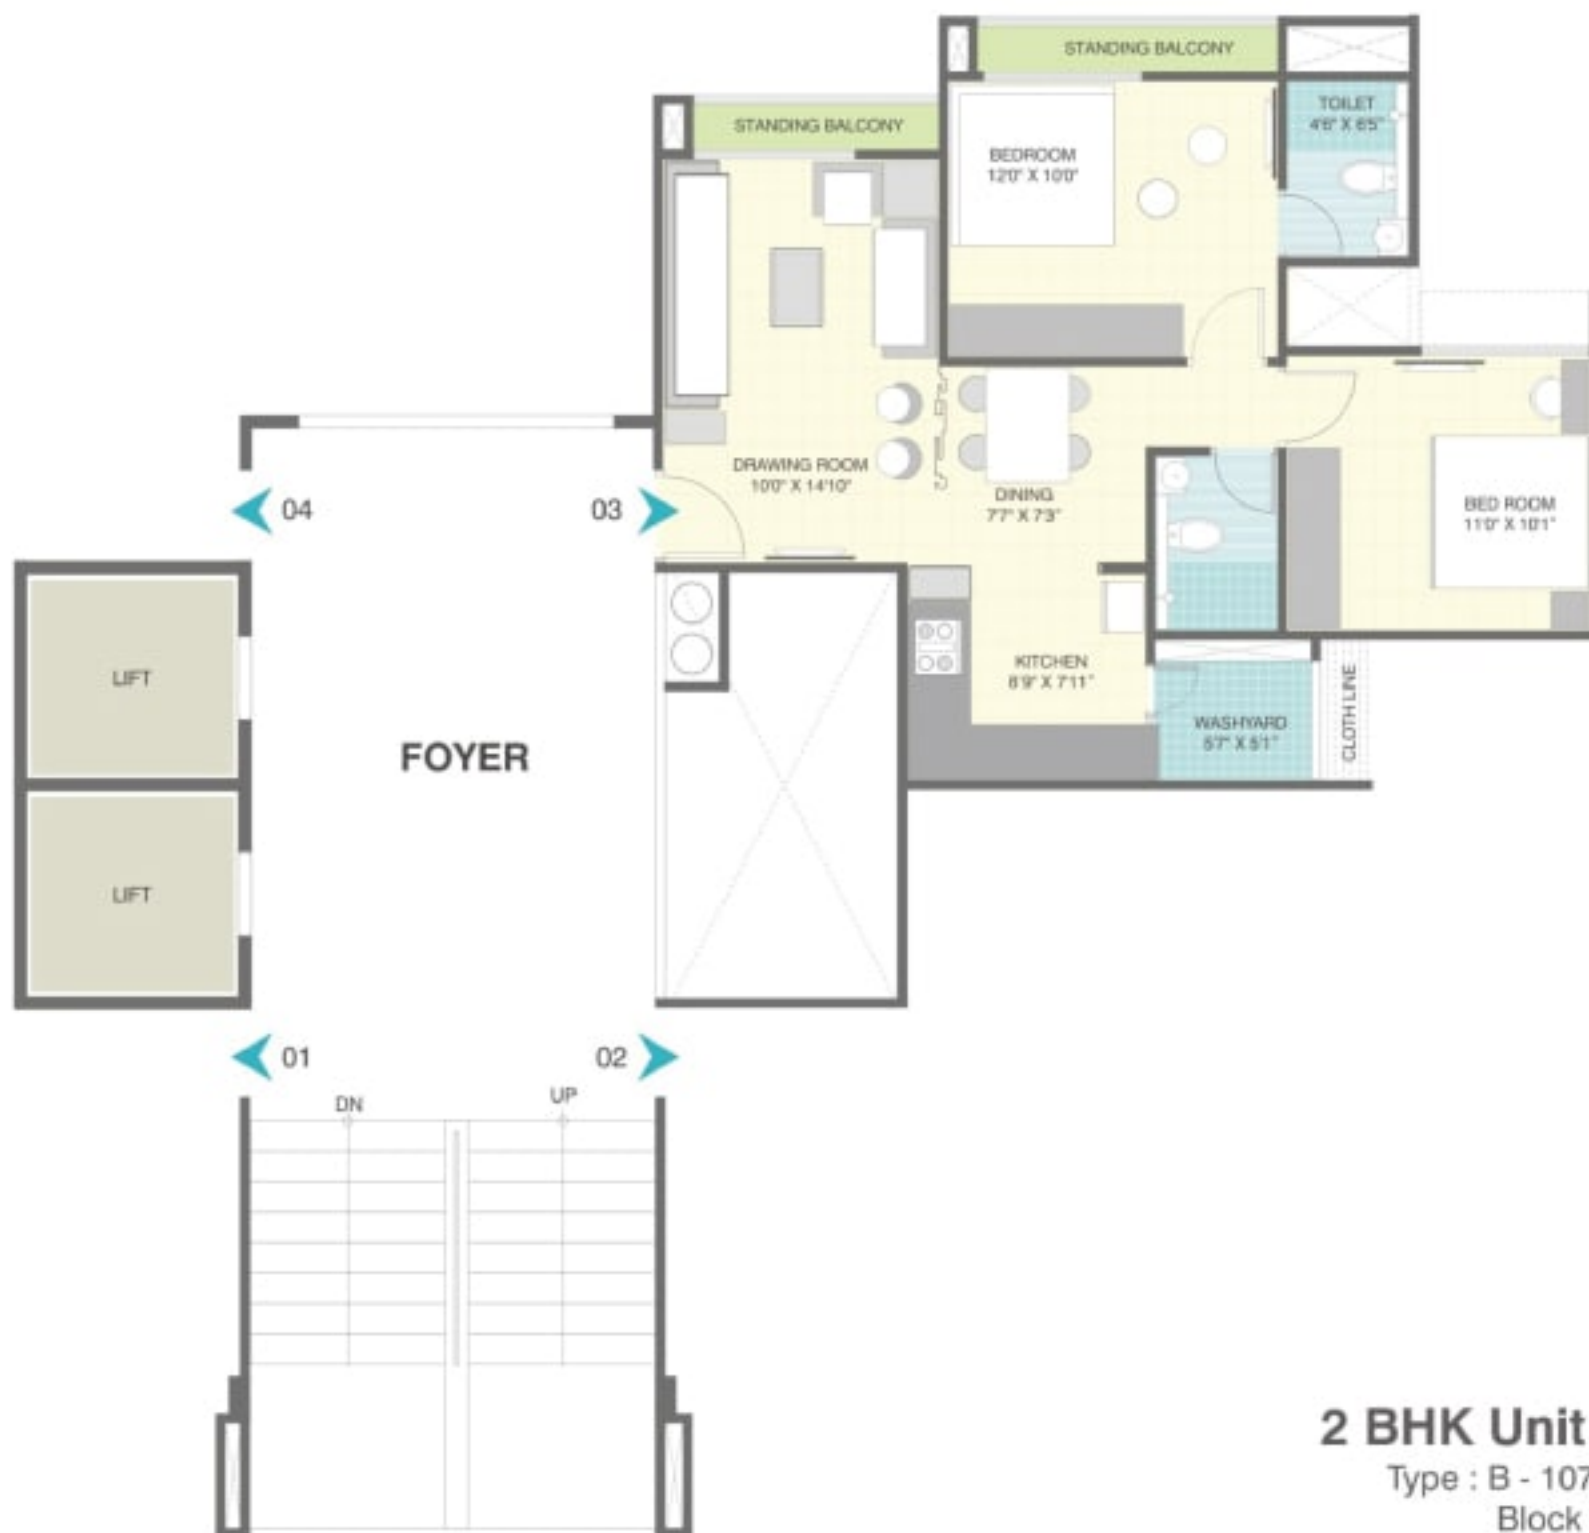 STANDING BALCONY
STANDING BALCONY
TOILET
4'6" X 6'5"
BEDROOM
12'0" X 10'0"
DRAWING ROOM
10'0" X 14'10"
DINING
7'7" X 7'3"
BED ROOM
11'0" X 10'1"
04
03
LIFT
KITCHEN
8'9" X 7'11"
CLOTH LINE
WASHYARD
5'7" X 5'1"
FOYER
LIFT
01
02
DN
UP
2 BHK Unit
Type : B - 107
Block